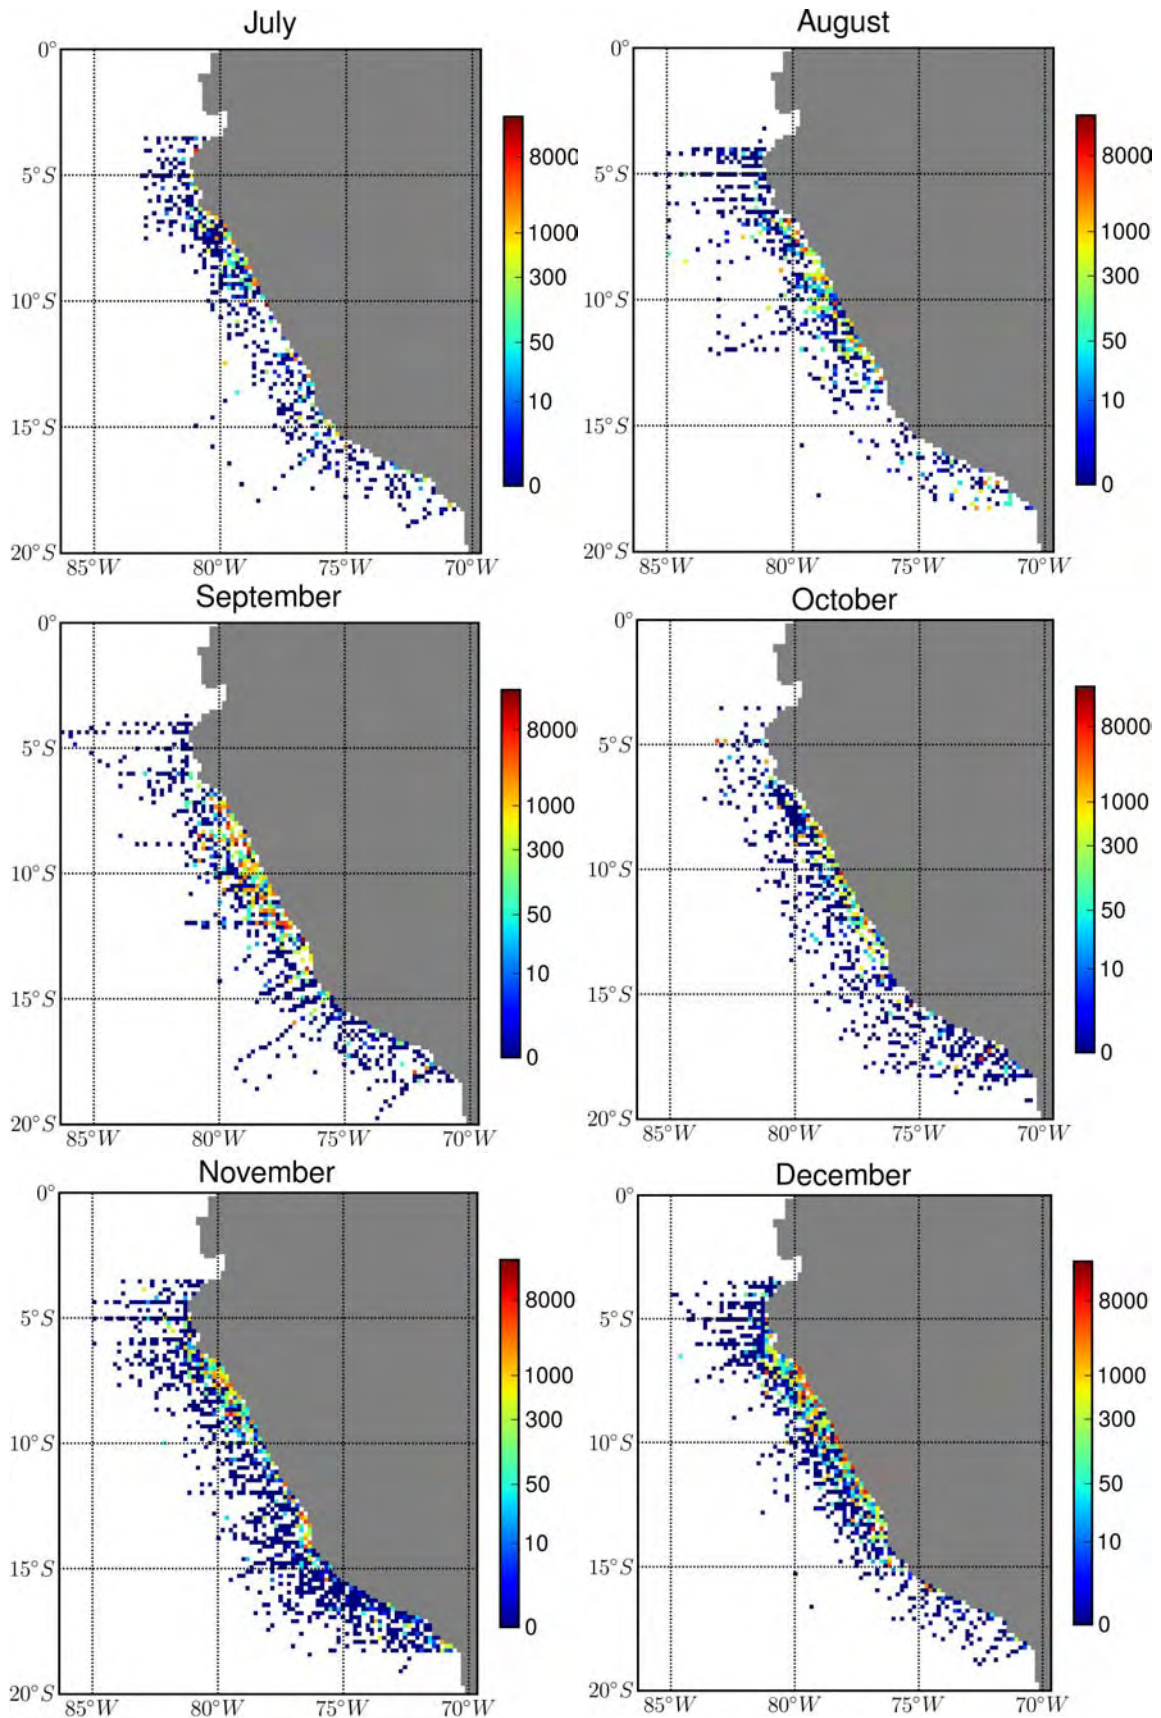 July
August
0°
5°S
10°S
15°S
20°S
85°W
80°W
75°W
70°W
8000
1000
300
50
10
0
0°
5°S
10°S
15°S
20°S
85°W
80°W
75°W
70°W
8000
1000
300
50
10
0
September
October
0°
5°S
10°S
15°S
20°S
85°W
80°W
75°W
70°W
8000
1000
300
50
10
0
0°
5°S
10°S
15°S
20°S
85°W
80°W
75°W
70°W
8000
1000
300
50
10
0
November
December
0°
5°S
10°S
15°S
20°S
85°W
80°W
75°W
70°W
8000
1000
300
50
10
0
0°
5°S
10°S
15°S
20°S
85°W
80°W
75°W
70°W
8000
1000
300
50
10
0